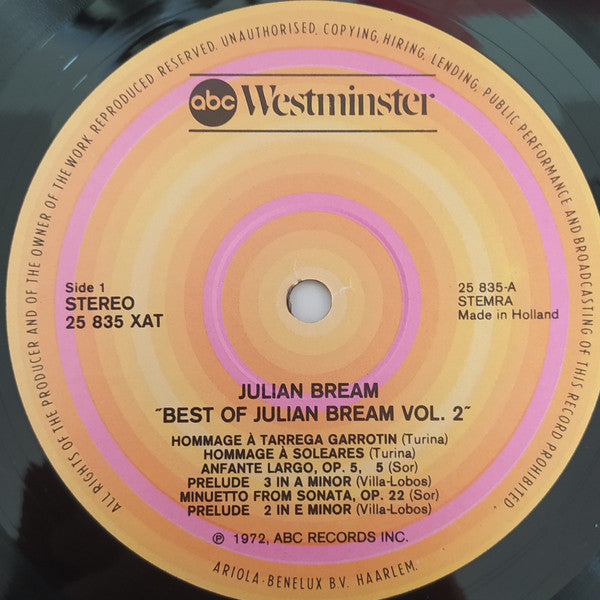 ALL RIGHTS OF THE PRODUCER AND OF THE OWNER OF THE WORK REPRODUCED RESERVED. UNAUTHORISED, COPYING, HIRING, LENDING, PUBLIC PERFORMANCE AND BROADCASTING OF THIS RECORD PROHIBITED
abc Westminster
Side 1
STEREO
25 835 XAT
25 835-A
STEMRA
Made in Holland
JULIAN BREAM
"BEST OF JULIAN BREAM VOL. 2"
HOMMAGE À TARREGA GARROTIN (Turina)
HOMMAGE À SOLEARES (Turina)
ANFANTE LARGO, OP. 5, 5 (Sor)
PRELUDE 3 IN A MINOR (Villa-Lobos)
MINUETTO FROM SONATA, OP. 22 (Sor)
PRELUDE 2 IN E MINOR (Villa-Lobos)
℗ 1972, ABC RECORDS INC.
ARIOLA-BENELUX B.V. HAARLEM.